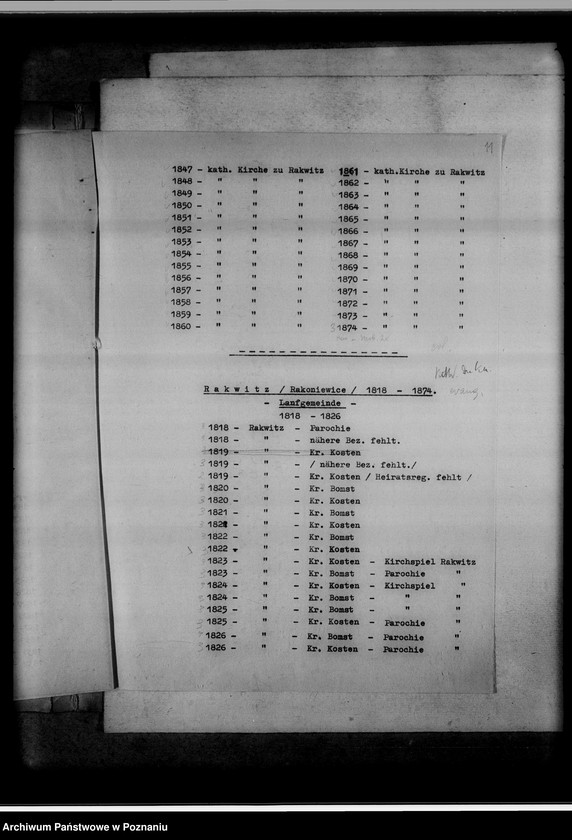 11
1847 - kath. Kirche zu Rakwitz 1861 - kath.Kirche zu Rakwitz
1848 - " " " 1862 - " " "
1849 - " " " 1863 - " " "
1850 - " " " 1864 - " " "
1851 - " " " 1865 - " " "
1852 - " " " 1866 - " " "
1853 - " " " 1867 - " " "
1854 - " " " 1868 - " " "
1855 - " " " 1869 - " " "
1856 - " " " 1870 - " " "
1857 - " " " 1871 - " " "
1858 - " " " 1872 - " " "
1859 - " " " 1873 - " " "
1860 - " " " 1874 - " " "
R a k w i t z / Rakoniewice / 1818 - 1874.
- Lanfgemeinde -
1818 - 1826
1818 - Rakwitz - Parochie
1818 - " - nähere Bez. fehlt.
1819 - " - Kr. Kosten
1819 - " - / nähere Bez. fehlt./
1819 - " - Kr. Kosten / Heiratsreg. fehlt /
1820 - " - Kr. Bomst
1820 - " - Kr. Kosten
1821 - " - Kr. Bomst
1821 - " - Kr. Kosten
1822 - " - Kr. Bomst
1822 - " - Kr. Kosten
1823 - " - Kr. Kosten - Kirchspiel Rakwitz
1823 - " - Kr. Bomst - Parochie "
1824 - " - Kr. Kosten - Kirchspiel "
1824 - " - Kr. Bomst - " "
1825 - " - Kr. Bomst - " "
1825 - " - Kr. Kosten - Parochie "
1826 - " - Kr. Bomst - Parochie "
1826 - " - Kr. Kosten - Parochie "
Archiwum Państwowe w Poznaniu